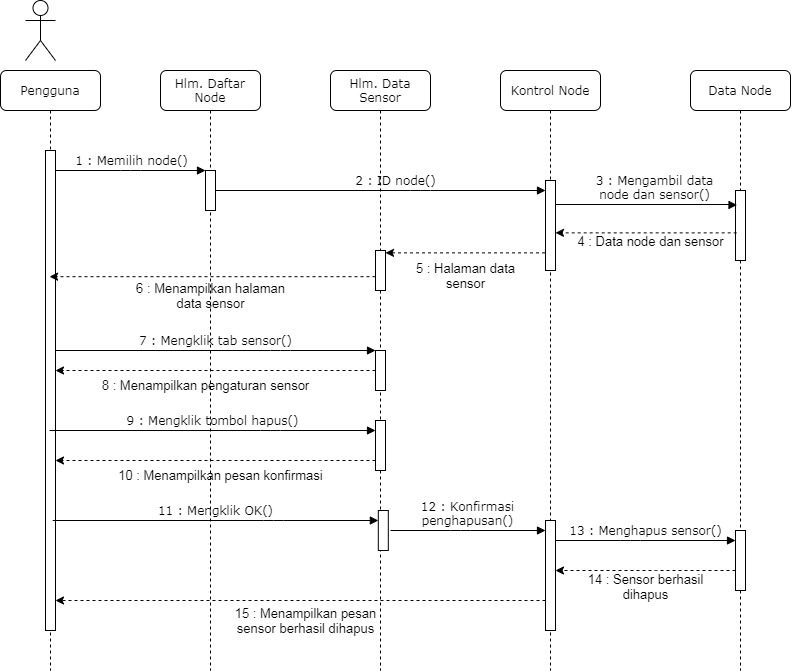 Pengguna
Hlm. Daftar
Node
Hlm. Data
Sensor
Kontrol Node
Data Node
1 : Memilih node()
2 : ID node()
3 : Mengambil data
node dan sensor()
4 : Data node dan sensor
5 : Halaman data
sensor
6 : Menampilkan halaman
data sensor
7 : Mengklik tab sensor()
8 : Menampilkan pengaturan sensor
9 : Mengklik tombol hapus()
10 : Menampilkan pesan konfirmasi
11 : Mengklik OK()
12 : Konfirmasi
penghapusan()
13 : Menghapus sensor()
14 : Sensor berhasil
dihapus
15 : Menampilkan pesan
sensor berhasil dihapus